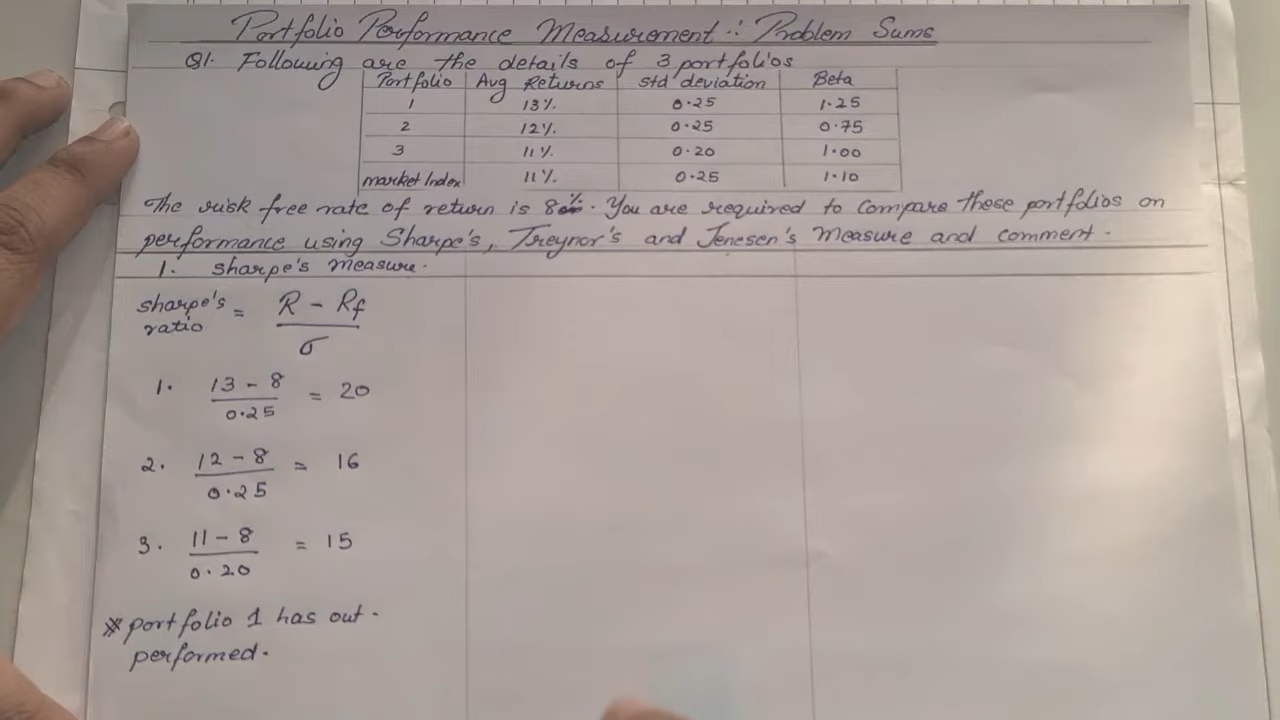 Portfolio Performance Measurement :: Problem Sums
Q1. Following are the details of 3 portfolios
Portfolio Avg Returns std deviation Beta
1 13% 0.25 1.25
2 12% 0.25 0.75
3 11% 0.20 1.00
market Index 11% 0.25 1.10
The risk free rate of return is 8%. You are required to compare these portfolios on
performance using Sharpe's, Treynor's and Jenesen's Measure and comment.
1. sharpe's measure.
sharpe's ratio = R - Rf / σ
1. 13 - 8 / 0.25 = 20
2. 12 - 8 / 0.25 = 16
3. 11 - 8 / 0.20 = 15
* portfolio 1 has out-
performed.